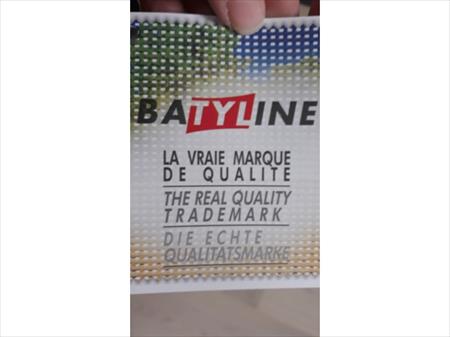 BATYLINE
LA VRAIE MARQUE
DE QUALITE
THE REAL QUALITY
TRADEMARK
DIE ECHTE
QUALITATSMARKE